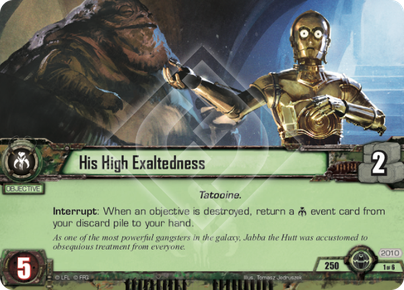 His High Exaltedness
2
OBJECTIVE
Tatooine.
Interrupt: When an objective is destroyed, return a event card from
your discard pile to your hand.
As one of the most powerful gangsters in the galaxy, Jabba the Hutt was accustomed to
obsequious treatment from everyone.
2010
5
© LFL © FFG
250
1 of 6